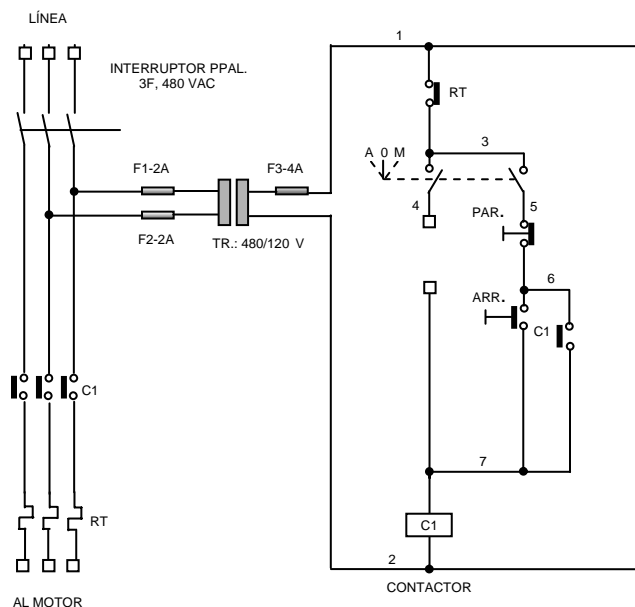 LÍNEA
INTERRUPTOR PPAL.
3F, 480 VAC
F1-2A
F3-4A
F2-2A
TR.: 480/120 V
1
RT
A 0 M
3
4
5
PAR.
6
ARR.
C1
C1
7
RT
C1
2
CONTACTOR
AL MOTOR